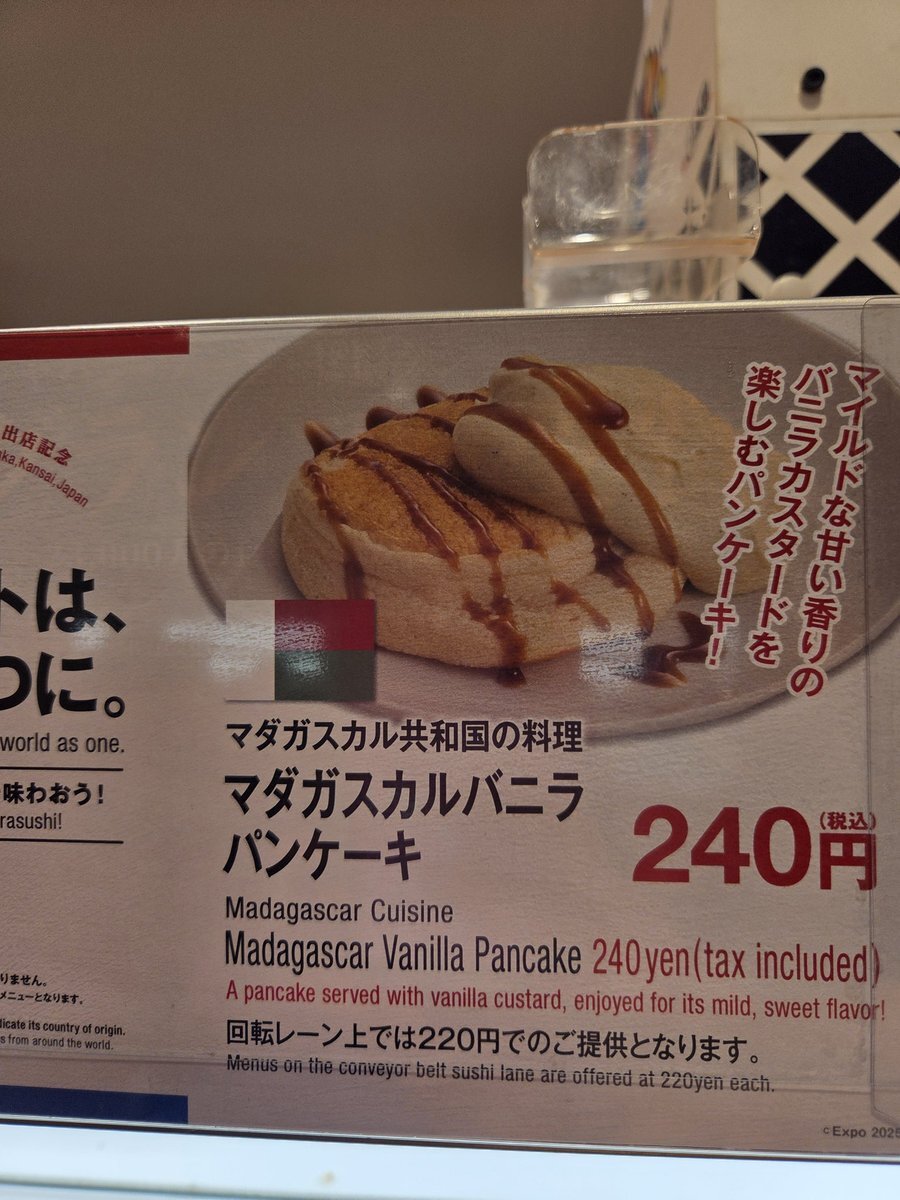 出店記念
Kansai,Japan
トは、
つに。
world as one.
味わおう!
rasushi!
りません。
メニューとなります。
dicate its country of origin.
s from around the world.
マイルドな甘い香りの
バニラカスタードを
楽しむパンケーキ!
マダガスカル共和国の料理
マダガスカルバニラ
パンケーキ
240円
(税込)
Madagascar Cuisine
Madagascar Vanilla Pancake 240yen(tax included)
A pancake served with vanilla custard, enjoyed for its mild, sweet flavor!
回転レーン上では220円でのご提供となります。
Menus on the conveyor belt sushi lane are offered at 220yen each.
©Expo 2025